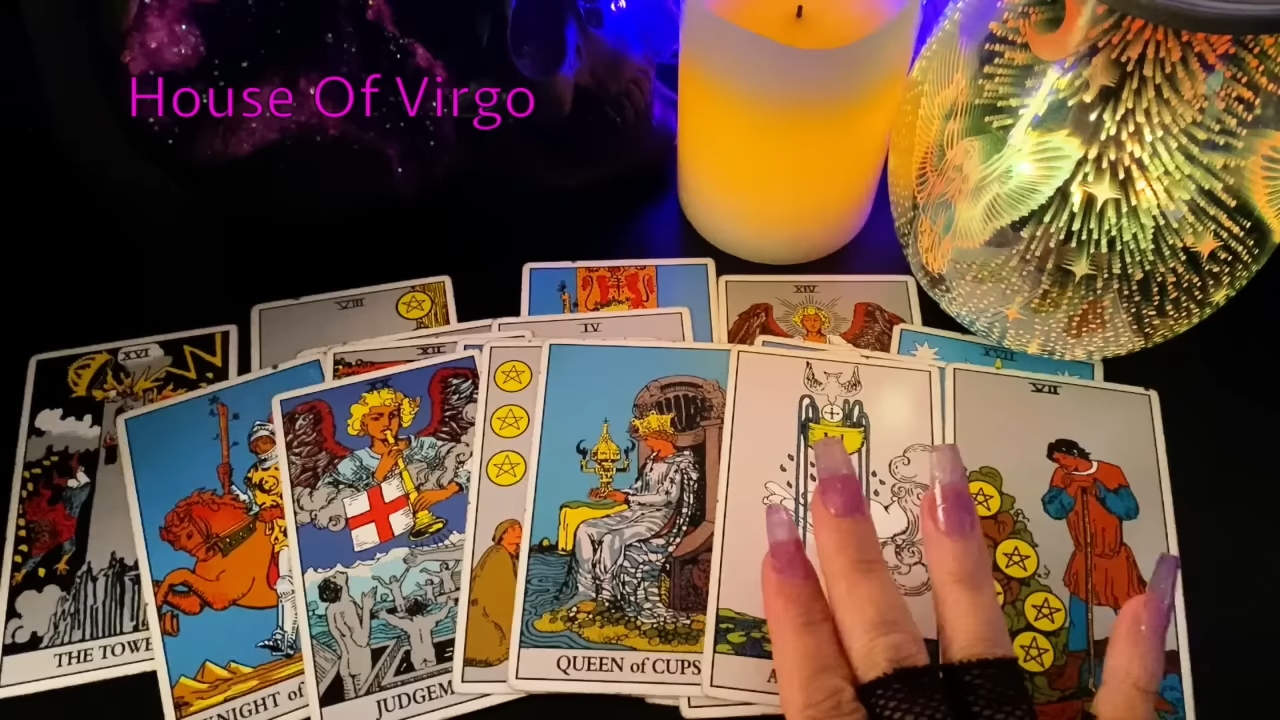 House Of Virgo
XVI
VIII
XIV
IV
XII
XVII
XX
VII
THE TOWE
KNIGHT of
JUDGEM
QUEEN of CUPS
A